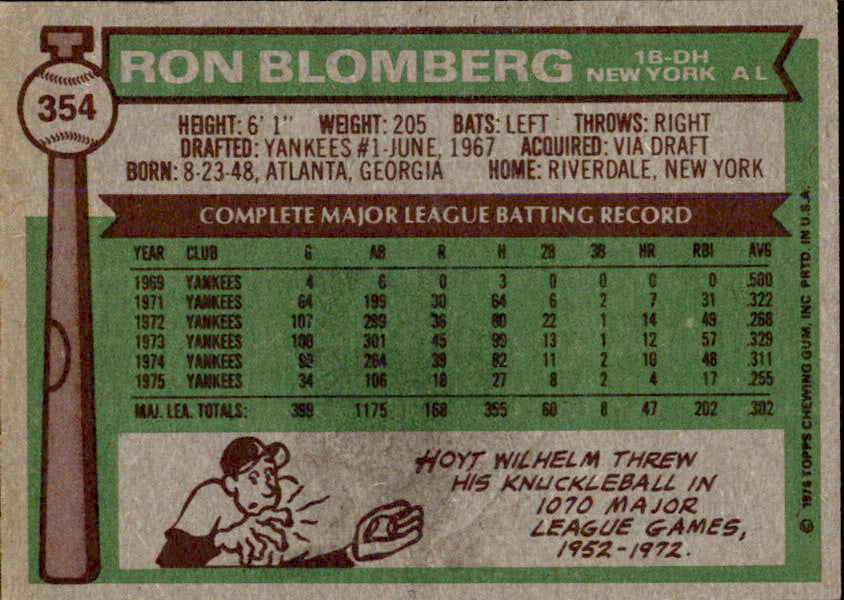 354
RON BLOMBERG
1B-DH
NEW YORK A L
HEIGHT: 6' 1" WEIGHT: 205 BATS: LEFT THROWS: RIGHT
DRAFTED: YANKEES #1-JUNE, 1967 ACQUIRED: VIA DRAFT
BORN: 8-23-48, ATLANTA, GEORGIA HOME: RIVERDALE, NEW YORK
COMPLETE MAJOR LEAGUE BATTING RECORD
YEAR CLUB G AB R H 2B 3B HR RBI AVG
1969 YANKEES 4 6 0 3 0 0 0 0 .500
1971 YANKEES 64 199 30 64 6 2 7 31 .322
1972 YANKEES 107 299 36 80 22 1 14 49 .268
1973 YANKEES 100 301 45 99 13 1 12 57 .329
1974 YANKEES 90 264 39 82 11 2 10 48 .311
1975 YANKEES 34 106 18 27 8 2 4 17 .255
MAJ. LEA. TOTALS: 399 1175 168 355 60 8 47 202 .302
HOYT WILHELM THREW
HIS KNUCKLEBALL IN
1070 MAJOR
LEAGUE GAMES,
1952-1972.
© 1976 TOPPS CHEWING GUM, INC. PRTD. IN U.S.A.